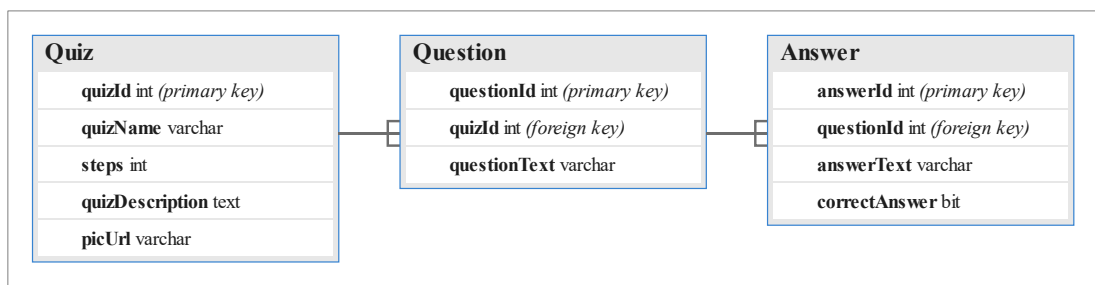 Quiz
quizId int (primary key)
quizName varchar
steps int
quizDescription text
picUrl varchar
Question
questionId int (primary key)
quizId int (foreign key)
questionText varchar
Answer
answerId int (primary key)
questionId int (foreign key)
answerText varchar
correctAnswer bit